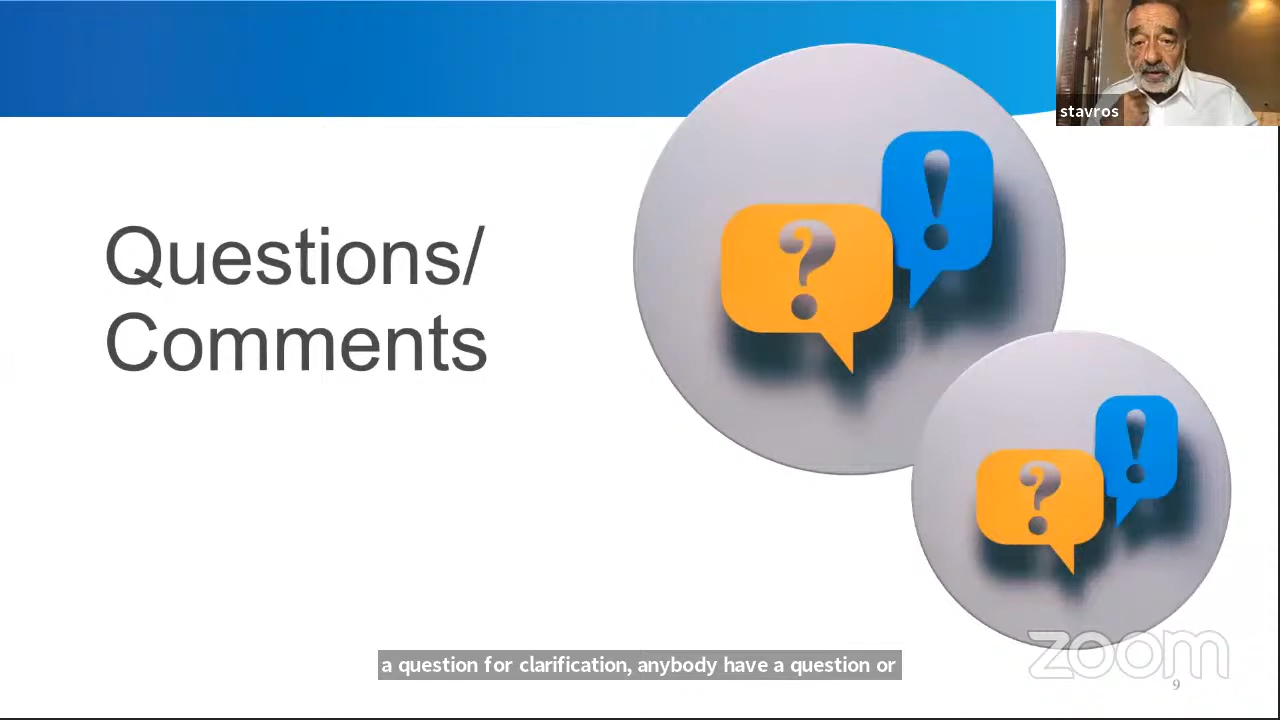 stavros
Questions/
Comments
?
!
?
!
a question for clarification, anybody have a question or
zoom
9